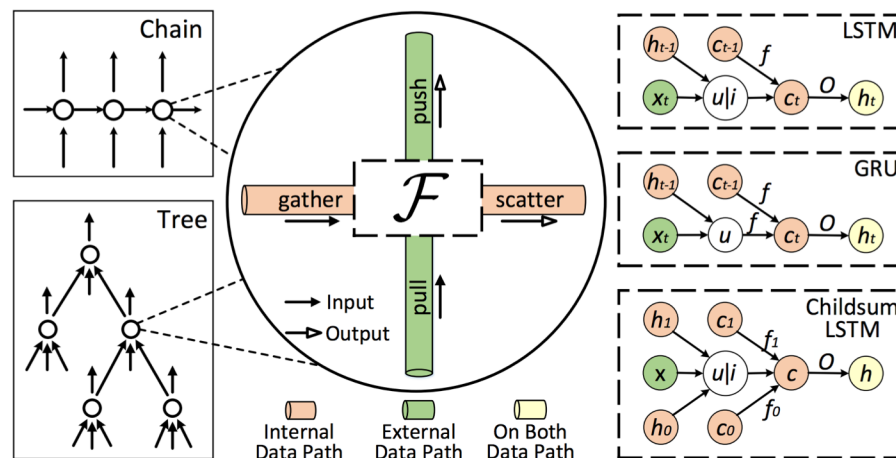 Chain
Tree
push
gather
F
scatter
pull
Input
Output
Internal
Data Path
External
Data Path
On Both
Data Path
LSTM
h_{t-1}
c_{t-1}
f
x_t
u|i
c_t
O
h_t
GRU
h_{t-1}
c_{t-1}
f
x_t
u
f
c_t
O
h_t
Childsum
LSTM
h_1
c_1
f_1
x
u|i
c
O
h
f_0
h_0
c_0